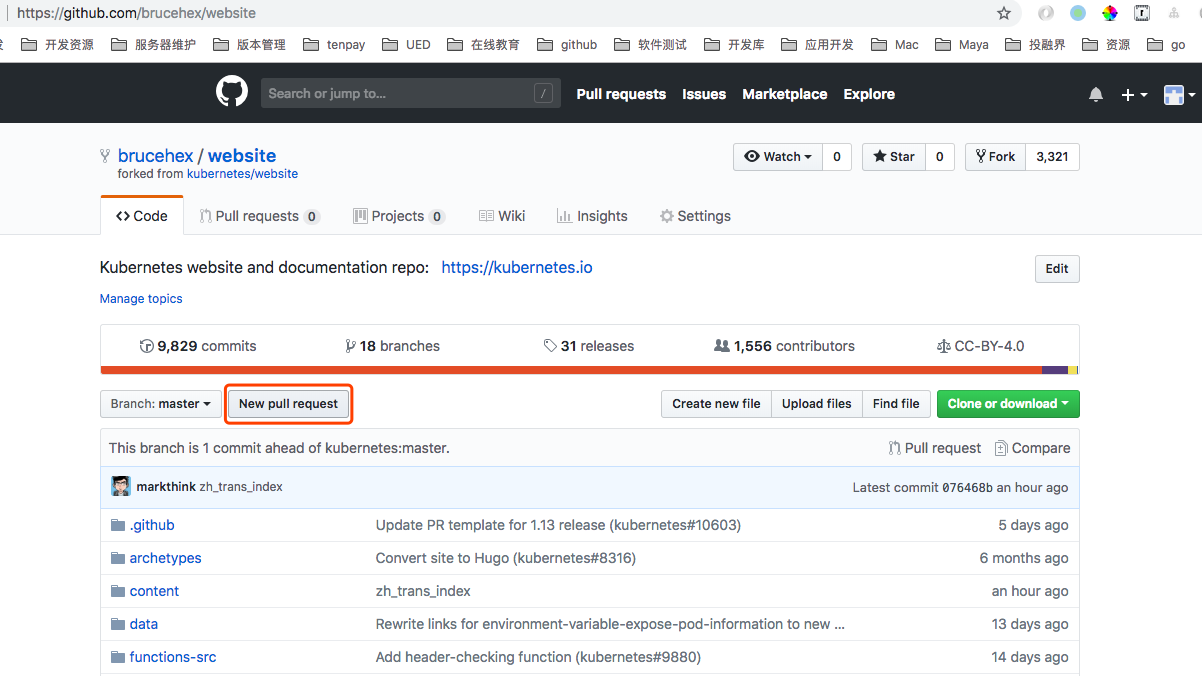 https://github.com/brucehex/website
开发资源 服务器维护 版本管理 tenpay UED 在线教育 github 软件测试 开发库 应用开发 Mac Maya 投融界 资源 go
Search or jump to... / Pull requests Issues Marketplace Explore
brucehex / website
Watch 0 Star 0 Fork 3,321
forked from kubernetes/website
Code Pull requests 0 Projects 0 Wiki Insights Settings
Kubernetes website and documentation repo: https://kubernetes.io
Edit
Manage topics
9,829 commits 18 branches 31 releases 1,556 contributors CC-BY-4.0
Branch: master New pull request Create new file Upload files Find file Clone or download
This branch is 1 commit ahead of kubernetes:master. Pull request Compare
markthink zh_trans_index Latest commit 076468b an hour ago
.github Update PR template for 1.13 release (kubernetes#10603) 5 days ago
archetypes Convert site to Hugo (kubernetes#8316) 6 months ago
content zh_trans_index an hour ago
data Rewrite links for environment-variable-expose-pod-information to new ... 13 days ago
functions-src Add header-checking function (kubernetes#9880) 14 days ago